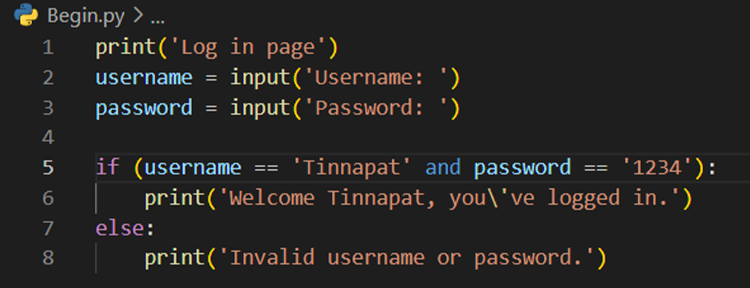 Begin.py > ...
1 print('Log in page')
2 username = input('Username: ')
3 password = input('Password: ')
4
5 if (username == 'Tinnapat' and password == '1234'):
6     print('Welcome Tinnapat, you\'ve logged in.')
7 else:
8     print('Invalid username or password.')